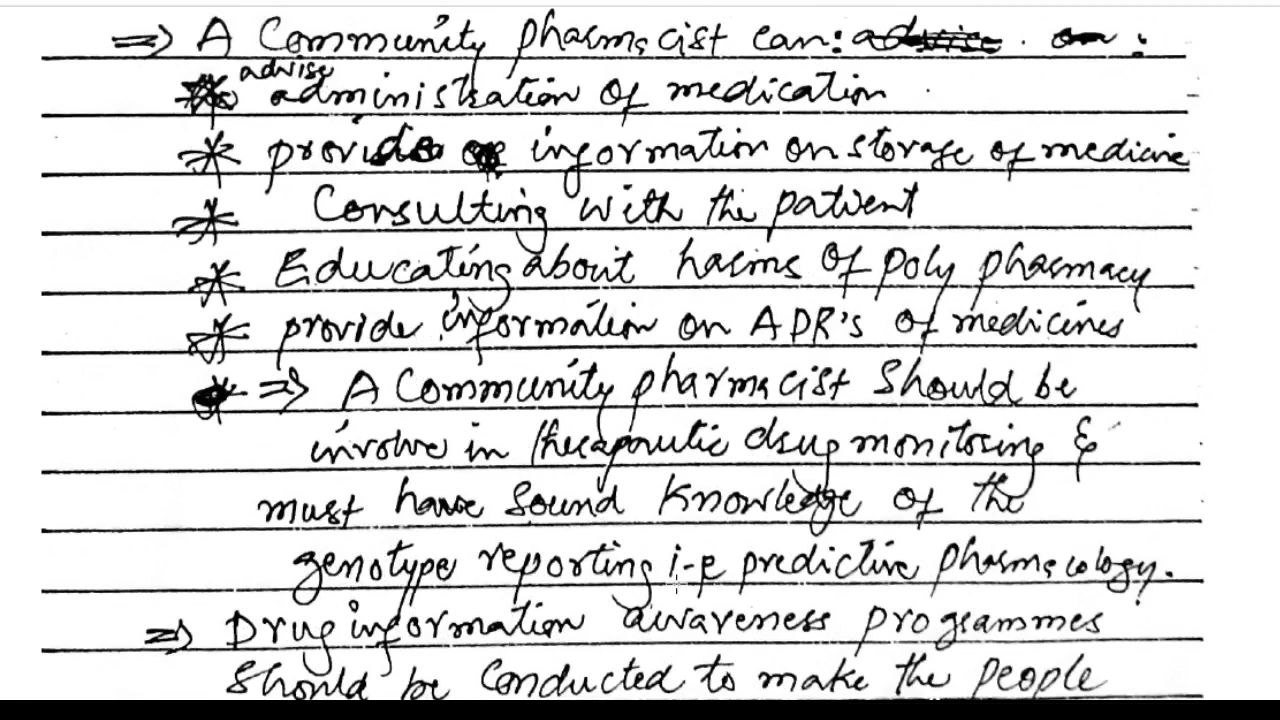 ⇒ A Community pharmacist can: :
advise
* administration of medication
* provide information on storage of medicine
* Consulting with the patient
* Educating about harms of poly pharmacy
* provide information on ADR's of medicines
⇒ A Community pharmacist should be
involve in therapeutic drug monitoring &
must have sound knowledge of the
genotype reporting i-e predictive pharmacology.
⇒ Drug information awareness programmes
should be conducted to make the people